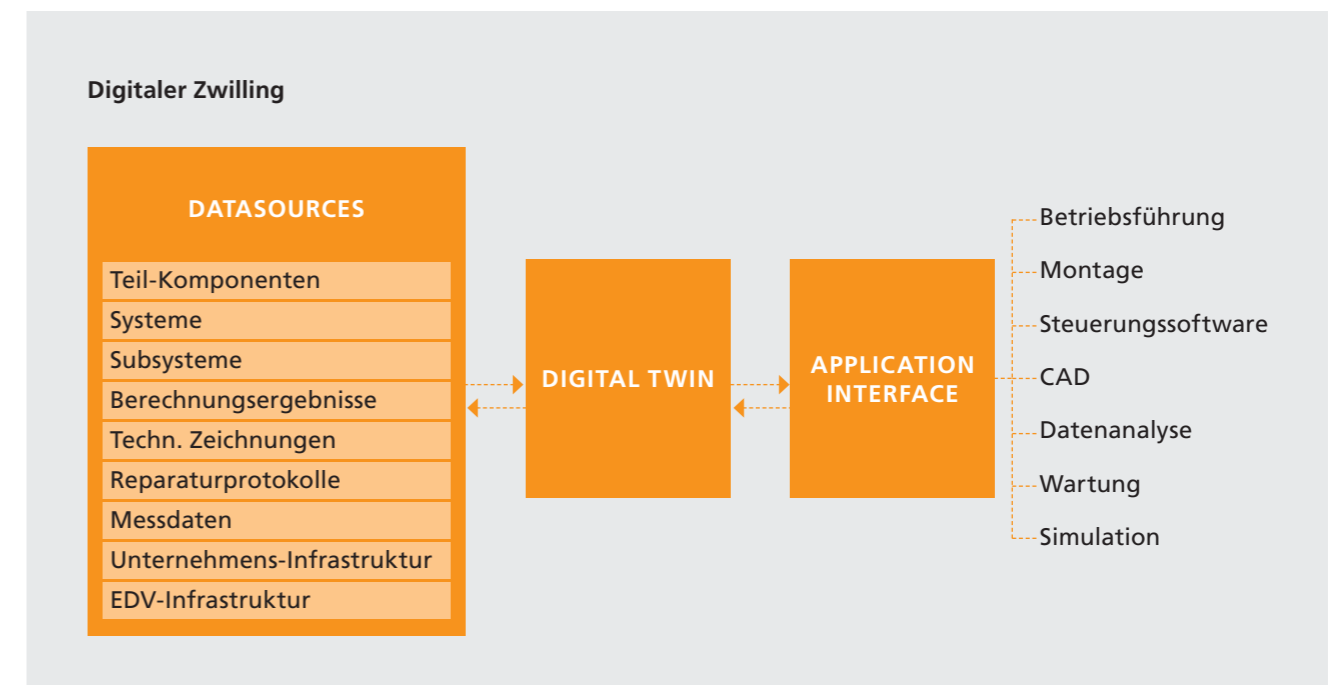 Digitaler Zwilling
DATASOURCES
Teil-Komponenten
Systeme
Subsysteme
Berechnungsergebnisse
Techn. Zeichnungen
Reparaturprotokolle
Messdaten
Unternehmens-Infrastruktur
EDV-Infrastruktur
DIGITAL TWIN
APPLICATION
INTERFACE
Betriebsführung
Montage
Steuerungssoftware
CAD
Datenanalyse
Wartung
Simulation